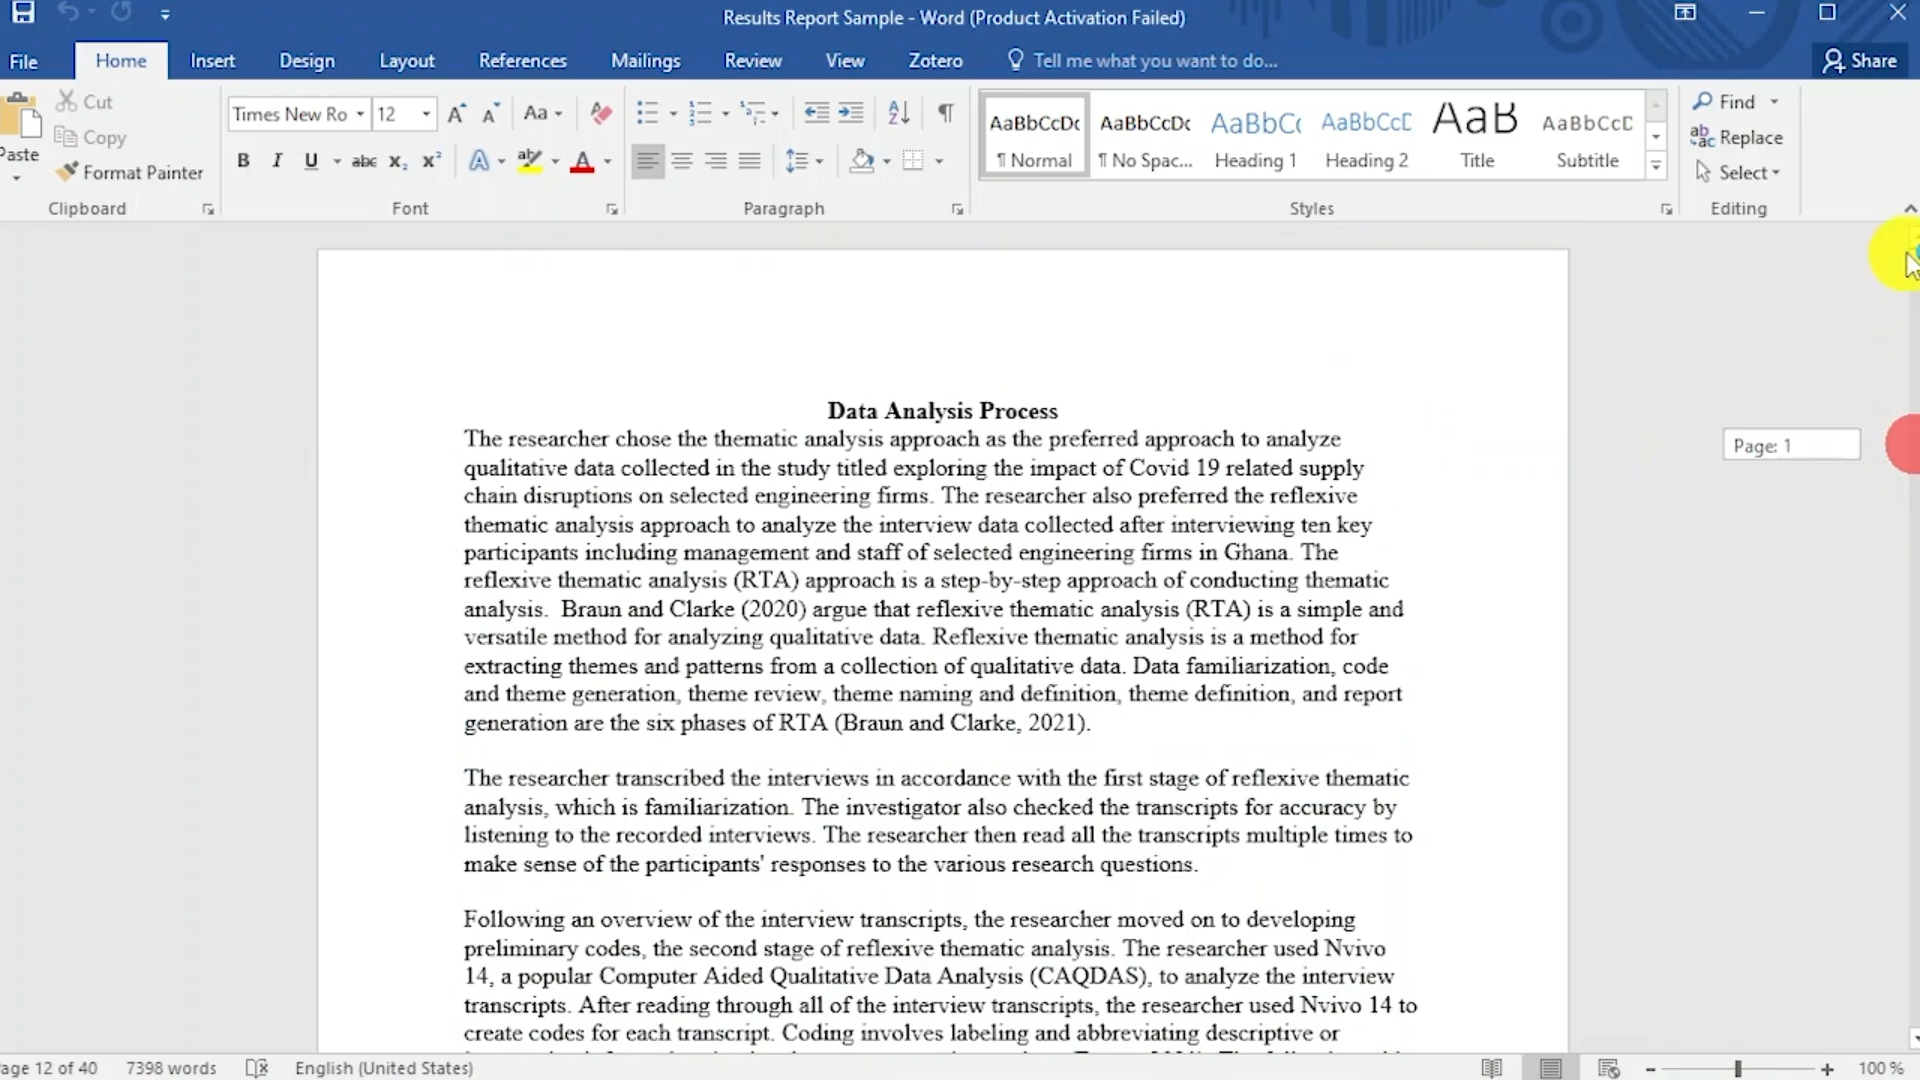 Results Report Sample - Word (Product Activation Failed)
File Home Insert Design Layout References Mailings Review View Zotero Tell me what you want to do... Share
Cut
Copy
Paste
Format Painter
Clipboard
Times New Ro 12
Aa
B I U abc x₂ x²
Font
Paragraph
AaBbCcDc AaBbCcDc AaBbC AaBbCcD AaB AaBbCcD
¶ Normal ¶ No Spac... Heading 1 Heading 2 Title Subtitle
Styles
Find
Replace
Select
Editing
Page: 1
Data Analysis Process
The researcher chose the thematic analysis approach as the preferred approach to analyze
qualitative data collected in the study titled exploring the impact of Covid 19 related supply
chain disruptions on selected engineering firms. The researcher also preferred the reflexive
thematic analysis approach to analyze the interview data collected after interviewing ten key
participants including management and staff of selected engineering firms in Ghana. The
reflexive thematic analysis (RTA) approach is a step-by-step approach of conducting thematic
analysis.  Braun and Clarke (2020) argue that reflexive thematic analysis (RTA) is a simple and
versatile method for analyzing qualitative data. Reflexive thematic analysis is a method for
extracting themes and patterns from a collection of qualitative data. Data familiarization, code
and theme generation, theme review, theme naming and definition, theme definition, and report
generation are the six phases of RTA (Braun and Clarke, 2021).
The researcher transcribed the interviews in accordance with the first stage of reflexive thematic
analysis, which is familiarization. The investigator also checked the transcripts for accuracy by
listening to the recorded interviews. The researcher then read all the transcripts multiple times to
make sense of the participants' responses to the various research questions.
Following an overview of the interview transcripts, the researcher moved on to developing
preliminary codes, the second stage of reflexive thematic analysis. The researcher used Nvivo
14, a popular Computer Aided Qualitative Data Analysis (CAQDAS), to analyze the interview
transcripts. After reading through all of the interview transcripts, the researcher used Nvivo 14 to
create codes for each transcript. Coding involves labeling and abbreviating descriptive or
age 12 of 40 7398 words English (United States) 100 %